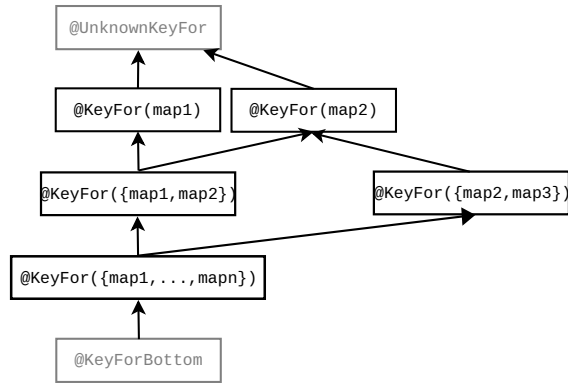 @UnknownKeyFor
@KeyFor(map1)
@KeyFor(map2)
@KeyFor({map1,map2})
@KeyFor({map2,map3})
@KeyFor({map1,...,mapn})
@KeyForBottom